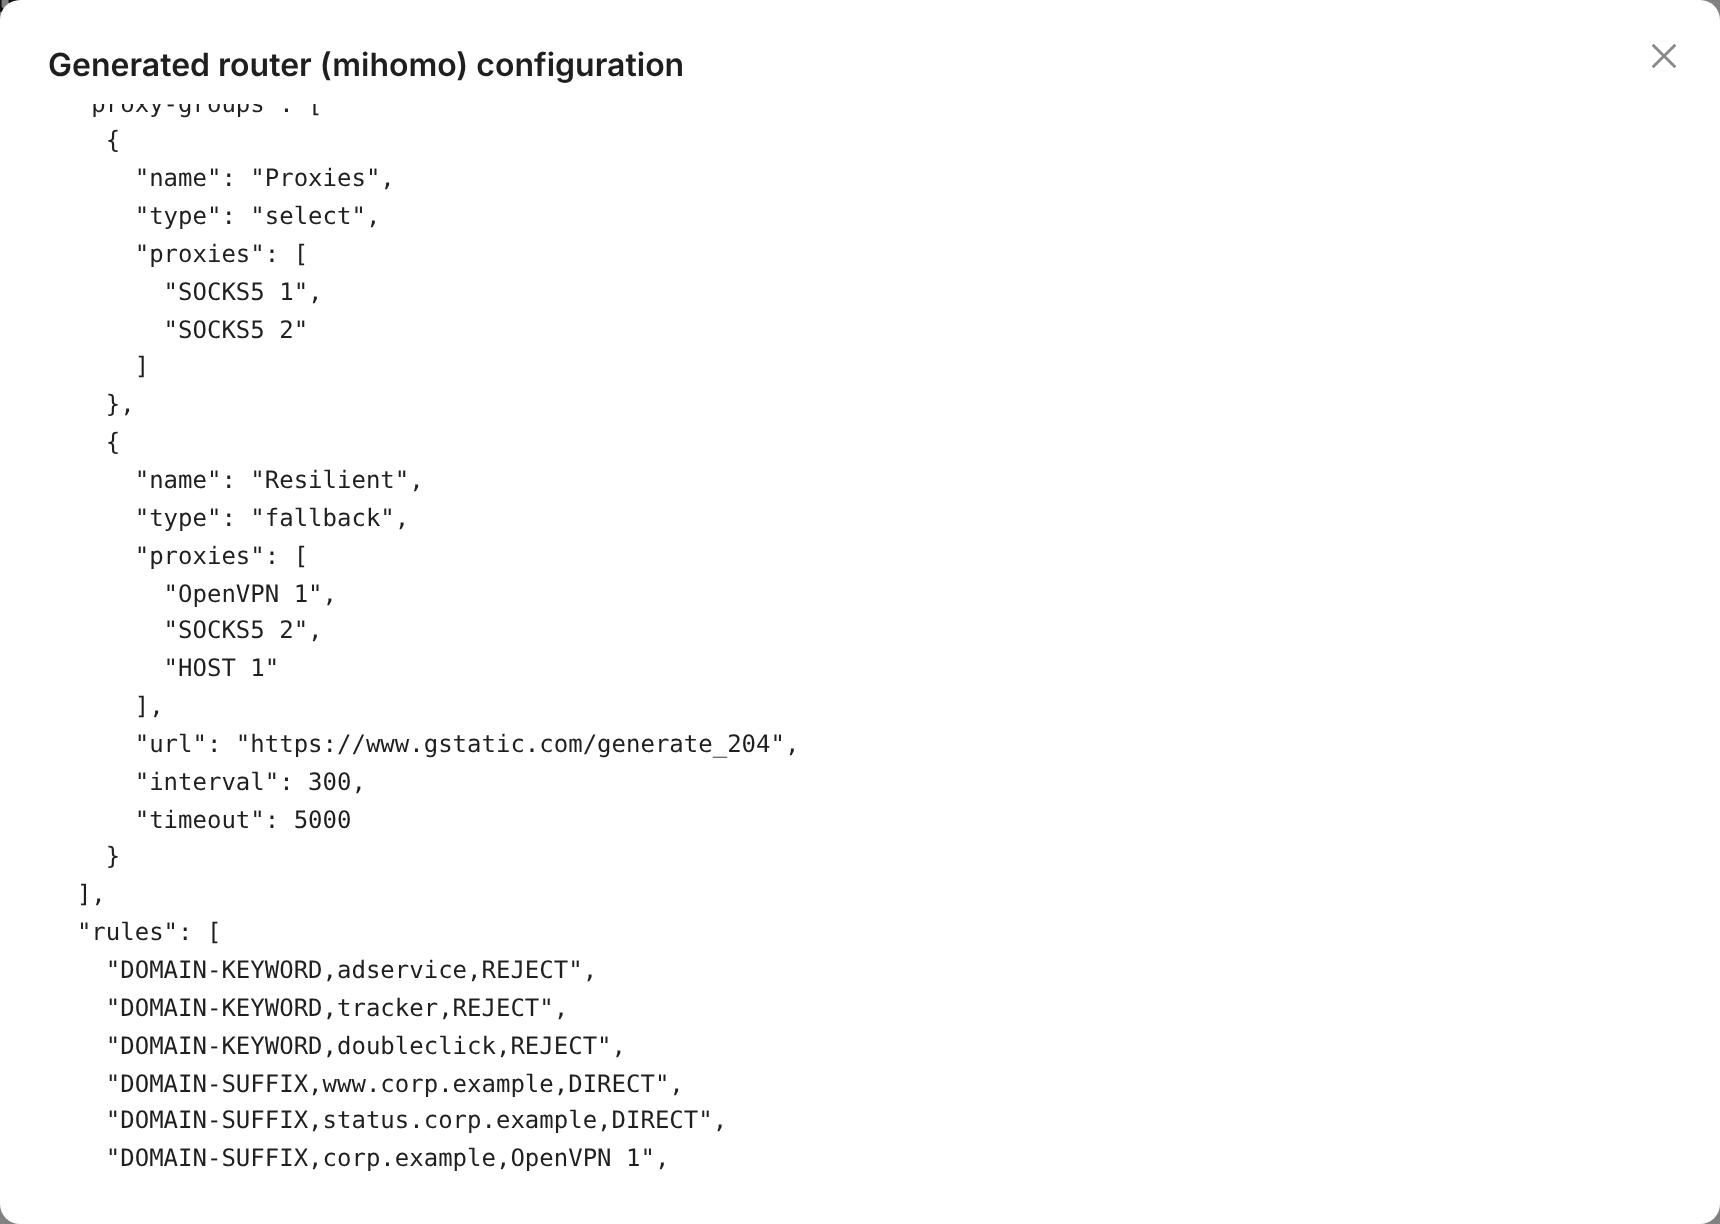 Generated router (mihomo) configuration
"proxy-groups": [
{
"name": "Proxies",
"type": "select",
"proxies": [
"SOCKS5 1",
"SOCKS5 2"
]
},
{
"name": "Resilient",
"type": "fallback",
"proxies": [
"OpenVPN 1",
"SOCKS5 2",
"HOST 1"
],
"url": "https://www.gstatic.com/generate_204",
"interval": 300,
"timeout": 5000
}
],
"rules": [
"DOMAIN-KEYWORD,adservice,REJECT",
"DOMAIN-KEYWORD,tracker,REJECT",
"DOMAIN-KEYWORD,doubleclick,REJECT",
"DOMAIN-SUFFIX,www.corp.example,DIRECT",
"DOMAIN-SUFFIX,status.corp.example,DIRECT",
"DOMAIN-SUFFIX,corp.example,OpenVPN 1",